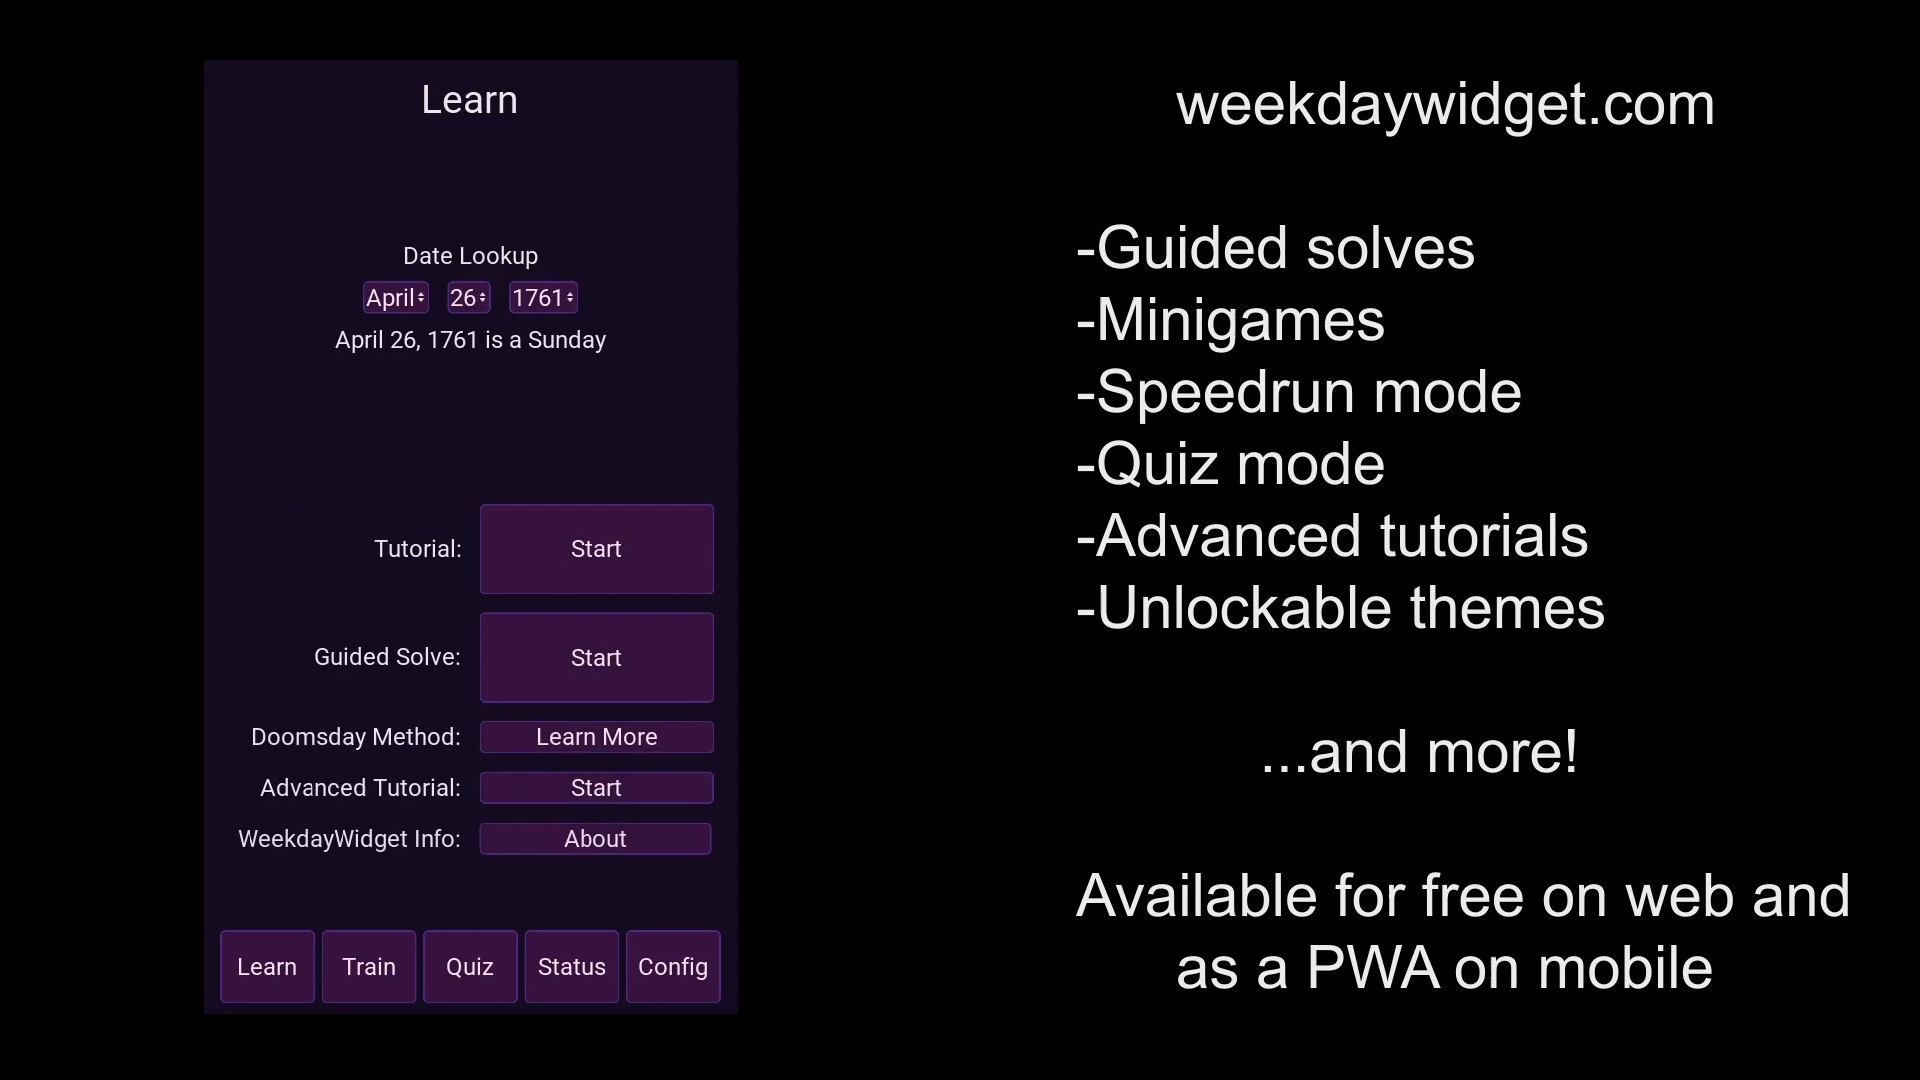 Learn
Date Lookup
April 26 1761
April 26, 1761 is a Sunday
Tutorial: Start
Guided Solve: Start
Doomsday Method: Learn More
Advanced Tutorial: Start
WeekdayWidget Info: About
Learn Train Quiz Status Config
weekdaywidget.com
-Guided solves
-Minigames
-Speedrun mode
-Quiz mode
-Advanced tutorials
-Unlockable themes
...and more!
Available for free on web and
as a PWA on mobile